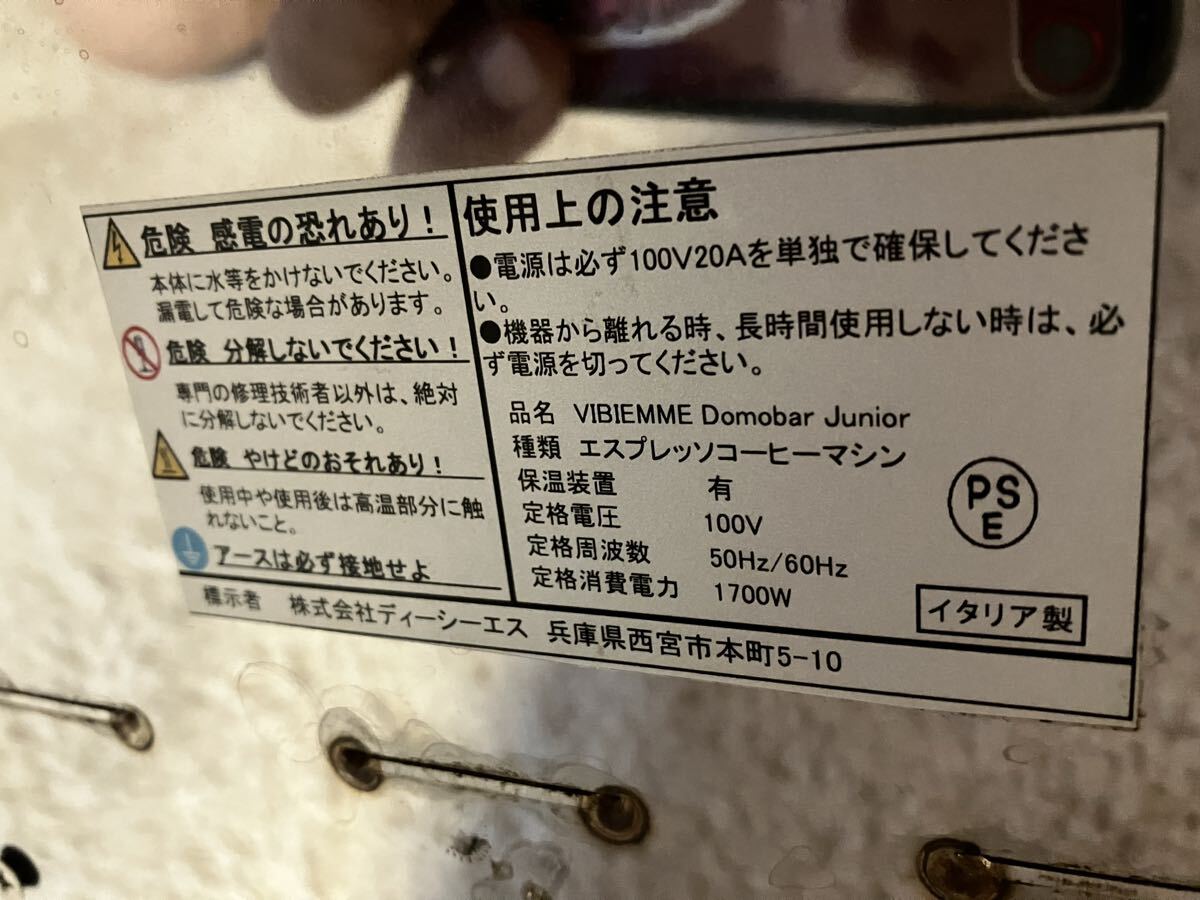 危険 感電の恐れあり!
本体に水等をかけないでください。
漏電して危険な場合があります。
危険 分解しないでください!
専門の修理技術者以外は、絶対
に分解しないでください。
危険 やけどのおそれあり!
使用中や使用後は高温部分に触
れないこと。
アースは必ず接地せよ
使用上の注意
●電源は必ず100V20Aを単独で確保してくださ
い。
●機器から離れる時、長時間使用しない時は、必
ず電源を切ってください。
品名 VIBIEMME Domobar Junior
種類 エスプレッソコーヒーマシン
保温装置 有
定格電圧 100V
定格周波数 50Hz/60Hz
定格消費電力 1700W
PS
E
イタリア製
標示者 株式会社ディーシーエス 兵庫県西宮市本町5-10